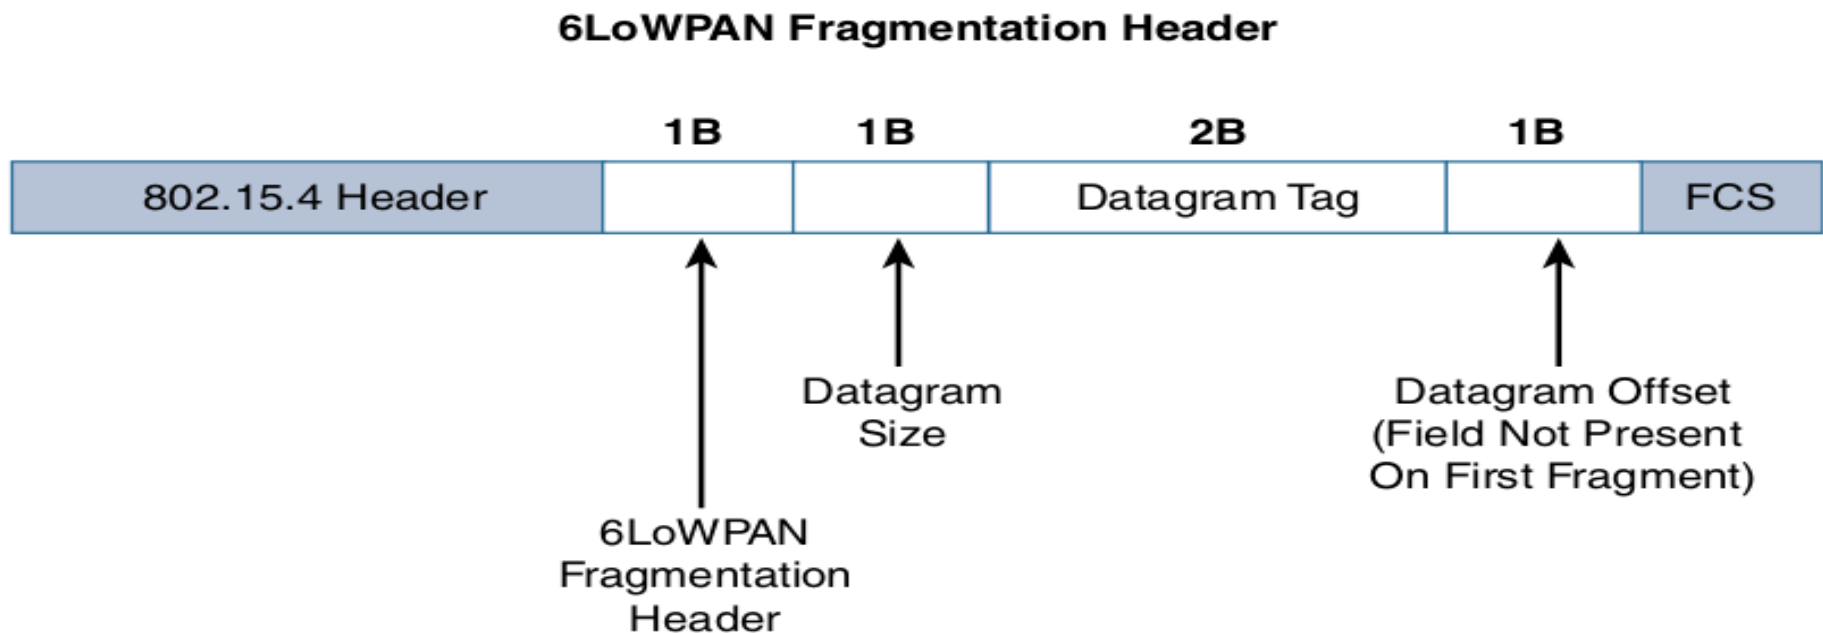 6LoWPAN Fragmentation Header
1B 1B 2B 1B
802.15.4 Header Datagram Tag FCS
Datagram
Size
Datagram Offset
(Field Not Present
On First Fragment)
6LoWPAN
Fragmentation
Header